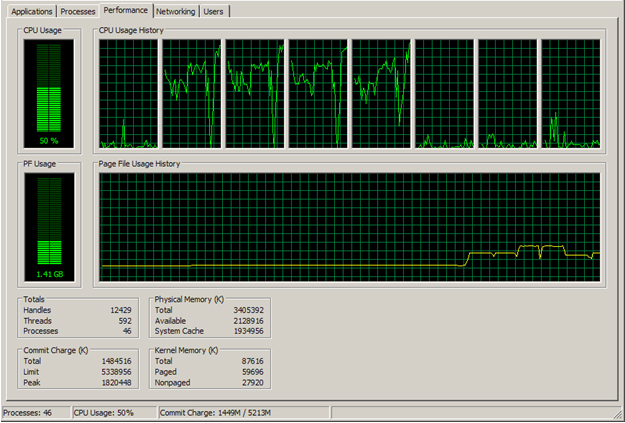 Applications Processes Performance Networking Users
CPU Usage CPU Usage History
50 %
PF Usage Page File Usage History
1.41 GB
Totals
Handles 12429
Threads 592
Processes 46
Physical Memory (K)
Total 3405392
Available 2128916
System Cache 1934956
Commit Charge (K)
Total 1484516
Limit 5338956
Peak 1820448
Kernel Memory (K)
Total 87616
Paged 59696
Nonpaged 27920
Processes: 46 CPU Usage: 50% Commit Charge: 1449M / 5213M